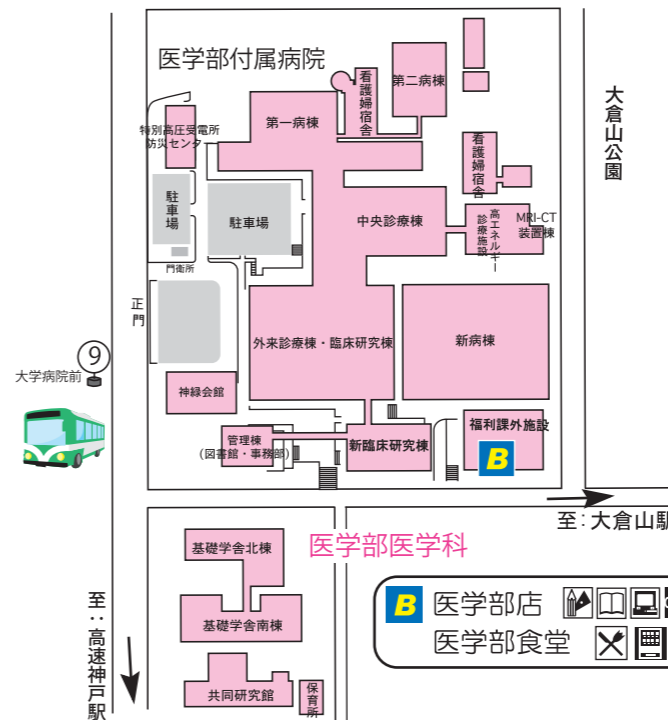 医学部付属病院
第二病棟
看護婦宿舎
第一病棟
特別高圧受電所
防災センター
大倉山公園
看護婦宿舎
駐車場
駐車場
中央診療棟
高エネルギー
診療施設
MRI-CT
装置棟
門衛所
正門
外来診療棟・臨床研究棟
新病棟
9
大学病院前
神緑会館
福利課外施設
管理棟
(図書館・事務部)
新臨床研究棟
B
至：大倉山駅
医学部医学科
基礎学舎北棟
基礎学舎南棟
至：高速神戸駅
共同研究館
保育所
B 医学部店
医学部食堂